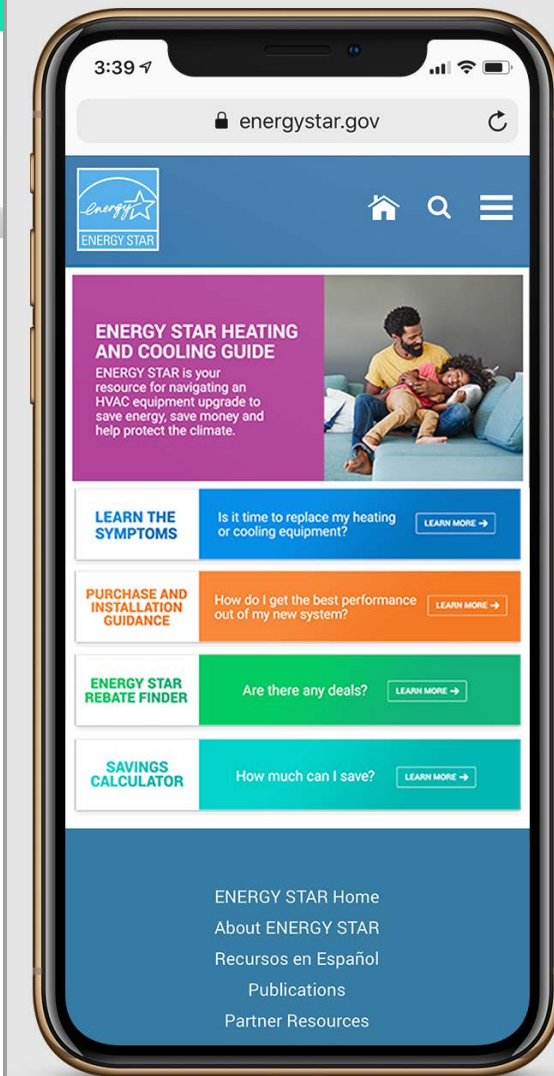 3:39
energystar.gov
energy
ENERGY STAR
ENERGY STAR HEATING
AND COOLING GUIDE
ENERGY STAR is your
resource for navigating an
HVAC equipment upgrade to
save energy, save money and
help protect the climate.
LEARN THE
SYMPTOMS
Is it time to replace my heating
or cooling equipment?
LEARN MORE →
PURCHASE AND
INSTALLATION
GUIDANCE
How do I get the best performance
out of my new system?
LEARN MORE →
ENERGY STAR
REBATE FINDER
Are there any deals?
LEARN MORE →
SAVINGS
CALCULATOR
How much can I save?
LEARN MORE →
ENERGY STAR Home
About ENERGY STAR
Recursos en Español
Publications
Partner Resources